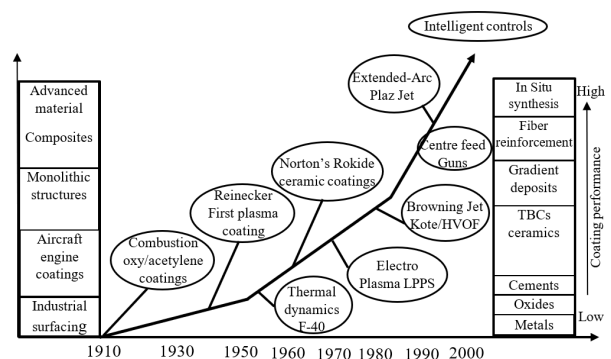 Intelligent controls
Extended-Arc
Plaz Jet
Centre feed
Guns
Norton's Rokide
ceramic coatings
Reinecker
First plasma
coating
Combustion
oxy/acetylene
coatings
Browning Jet
Kote/HVOF
Electro
Plasma LPPS
Thermal
dynamics
F-40
Advanced
material
Composites
Monolithic
structures
Aircraft
engine
coatings
Industrial
surfacing
In Situ
synthesis
Fiber
reinforcement
Gradient
deposits
TBCs
ceramics
Cements
Oxides
Metals
High
Coating performance
Low
1910 1930 1950 1960 1970 1980 1990 2000